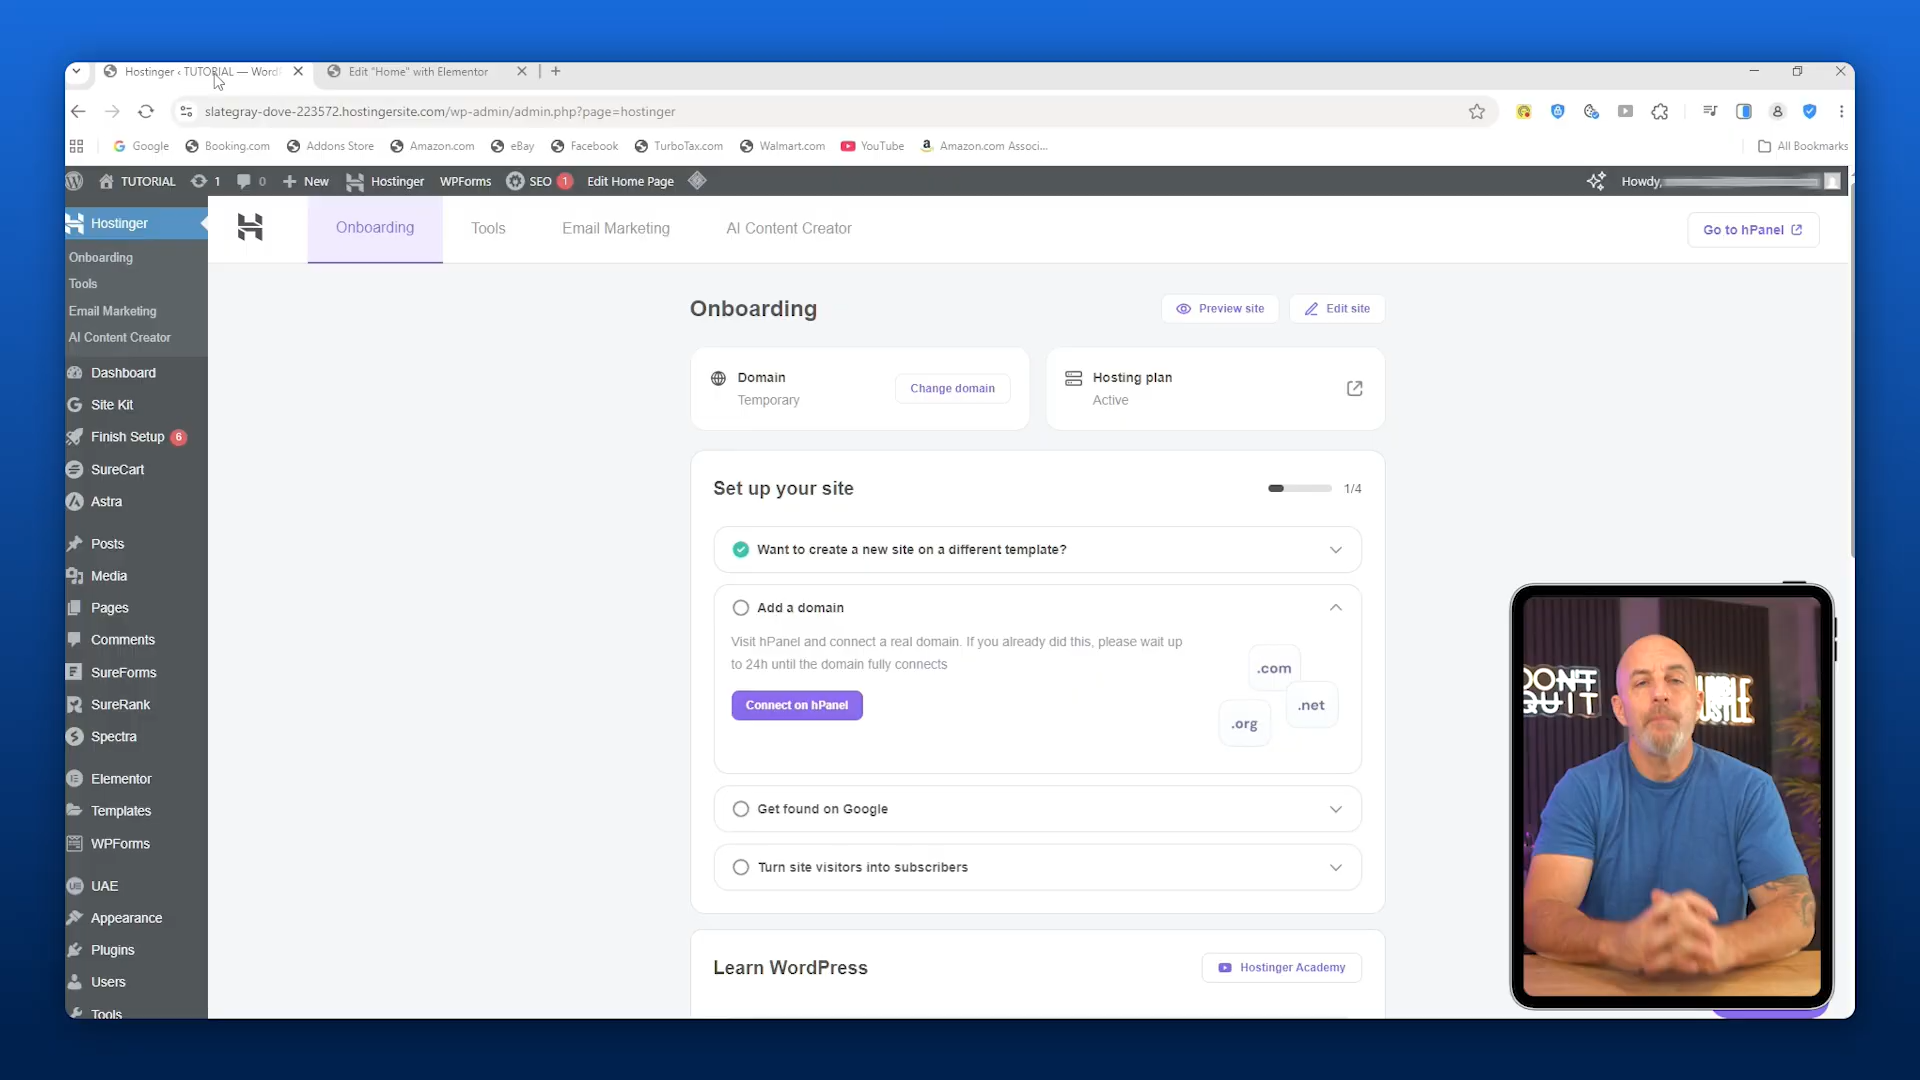 Hostinger ‹ TUTORIAL — WordP
Edit "Home" with Elementor
slategray-dove-223572.hostingersite.com/wp-admin/admin.php?page=hostinger
Google
Booking.com
Addons Store
Amazon.com
eBay
Facebook
TurboTax.com
Walmart.com
YouTube
Amazon.com Associ...
All Bookmarks
TUTORIAL
1
0
New
Hostinger
WPForms
SEO
1
Edit Home Page
Howdy,
Hostinger
Onboarding
Tools
Email Marketing
AI Content Creator
Dashboard
Site Kit
Finish Setup 6
SureCart
Astra
Posts
Media
Pages
Comments
SureForms
SureRank
Spectra
Elementor
Templates
WPForms
UAE
Appearance
Plugins
Users
Tools
Onboarding
Tools
Email Marketing
AI Content Creator
Go to hPanel
Onboarding
Preview site
Edit site
Domain
Temporary
Change domain
Hosting plan
Active
Set up your site
1/4
Want to create a new site on a different template?
Add a domain
Visit hPanel and connect a real domain. If you already did this, please wait up
to 24h until the domain fully connects
Connect on hPanel
.com
.net
.org
Get found on Google
Turn site visitors into subscribers
Learn WordPress
Hostinger Academy
DON'T
QUIT